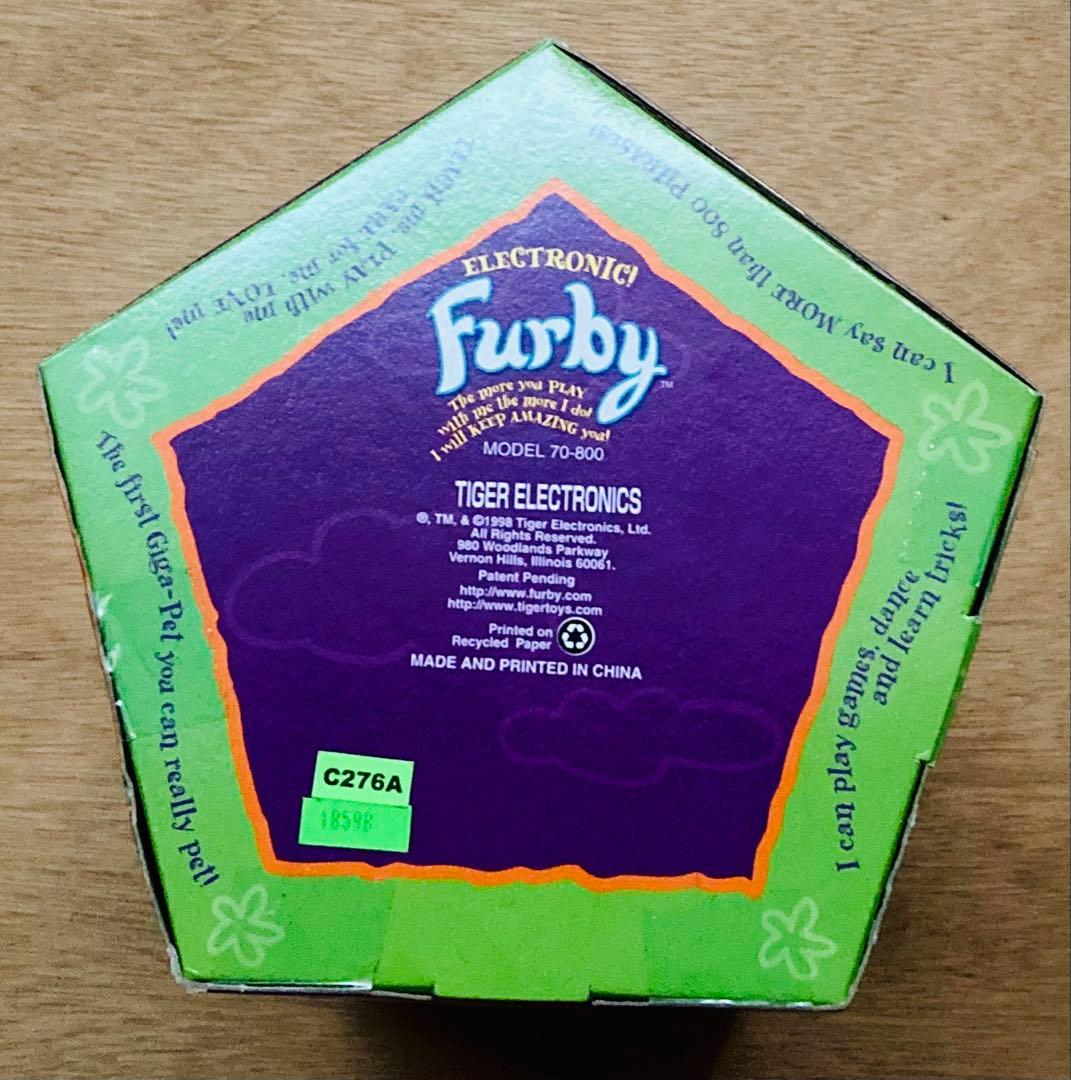 ELECTRONIC!
Furby™
The more you PLAY
with me the more I do!
I will KEEP AMAZING you!
MODEL 70-800
TIGER ELECTRONICS
®, TM, & ©1998 Tiger Electronics, Ltd.
All Rights Reserved.
980 Woodlands Parkway
Vernon Hills, Illinois 60061.
Patent Pending
http://www.furby.com
http://www.tigertoys.com
Printed on
Recycled Paper
MADE AND PRINTED IN CHINA
C276A
me, PLAY with me
for me, LOVE me!
I can say MORE than 800 PHRASES!
I can play games, dance
and learn tricks!
The first Giga-Pet you can really pet!